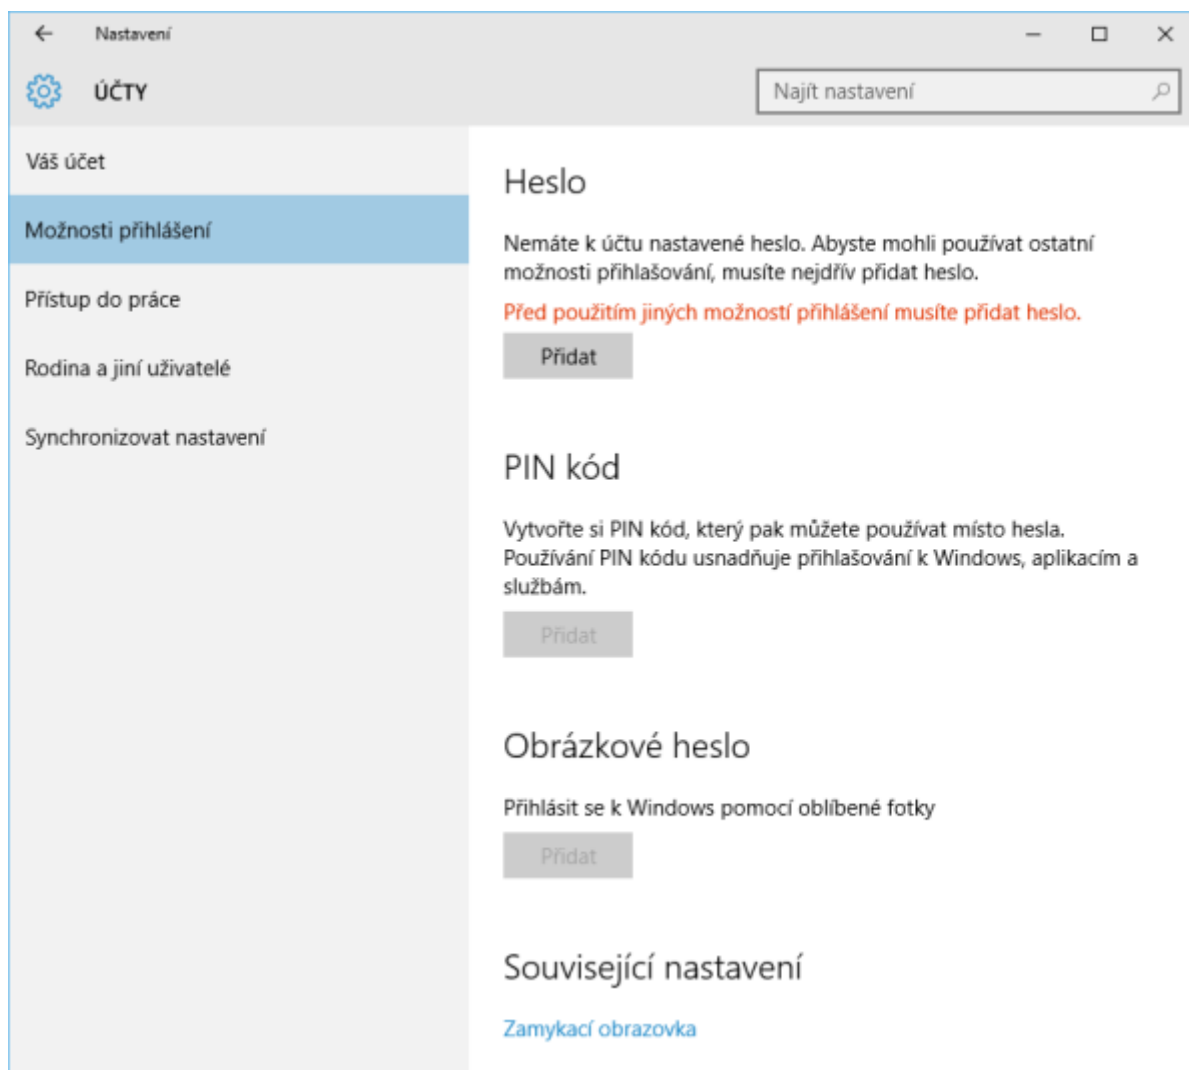 Nastavení
ÚČTY
Najít nastavení
Váš účet
Možnosti přihlášení
Přístup do práce
Rodina a jiní uživatelé
Synchronizovat nastavení
Heslo
Nemáte k účtu nastavené heslo. Abyste mohli používat ostatní
možnosti přihlašování, musíte nejdřív přidat heslo.
Před použitím jiných možností přihlášení musíte přidat heslo.
Přidat
PIN kód
Vytvořte si PIN kód, který pak můžete používat místo hesla.
Používání PIN kódu usnadňuje přihlašování k Windows, aplikacím a
službám.
Přidat
Obrázkové heslo
Přihlásit se k Windows pomocí oblíbené fotky
Přidat
Související nastavení
Zamykací obrazovka